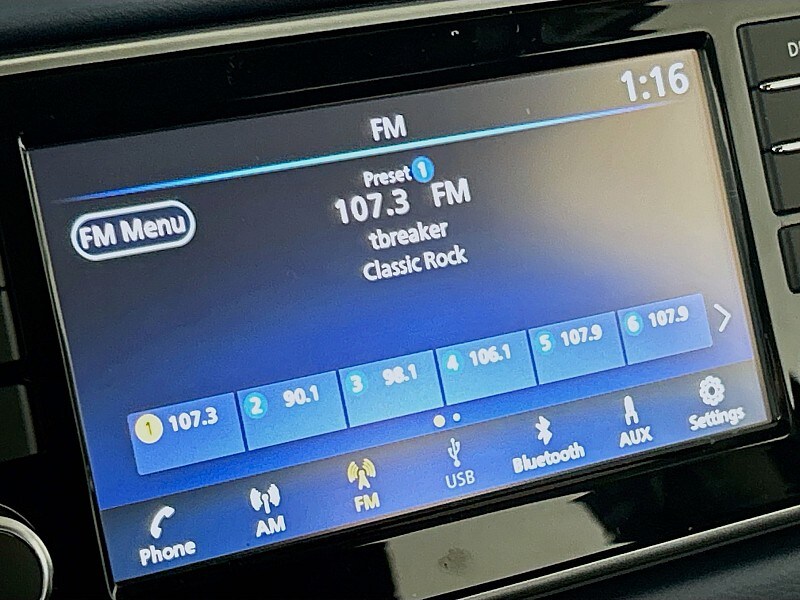 1:16
FM
Preset 1
107.3 FM
tbreaker
Classic Rock
FM Menu
1 107.3
2 90.1
3 98.1
4 106.1
5 107.9
6 107.9
Phone
AM
FM
USB
Bluetooth
AUX
Settings